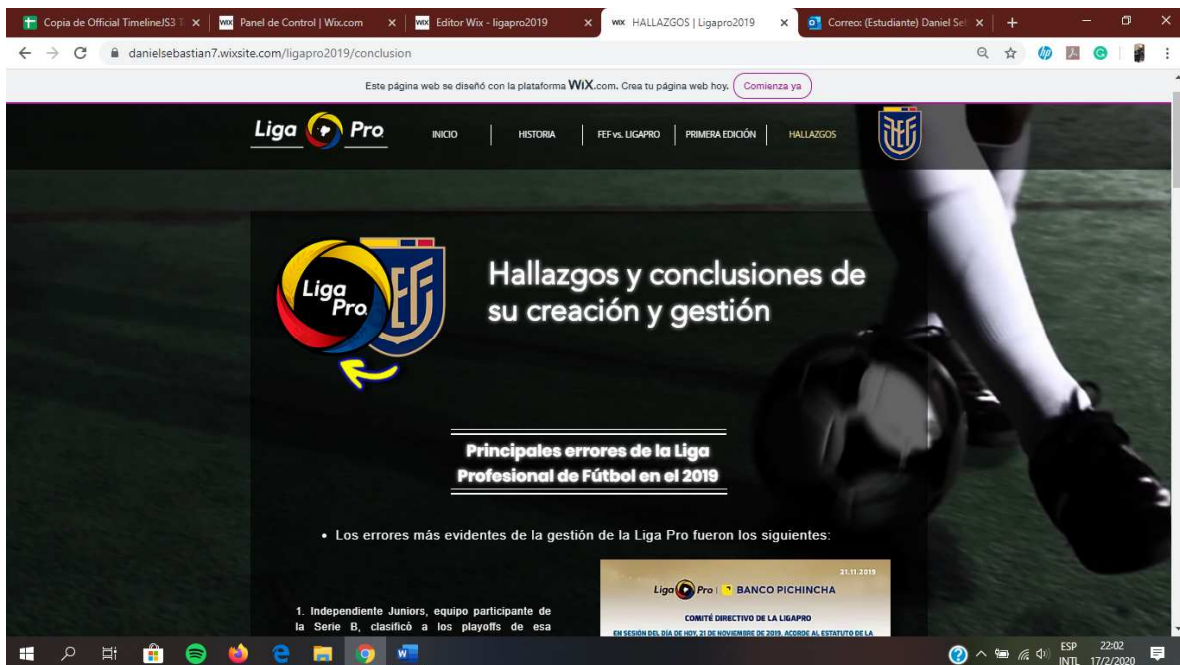 Copia de Official TimelineJS3 T
Panel de Control | Wix.com
Editor Wix - ligapro2019
HALLAZGOS | Ligapro2019
Correo: (Estudiante) Daniel Se
danielsebastian7.wixsite.com/ligapro2019/conclusion
Este página web se diseñó con la plataforma WiX.com. Crea tu página web hoy. Comienza ya
Liga Pro
INICIO
HISTORIA
FEF vs. LIGAPRO
PRIMERA EDICIÓN
HALLAZGOS
FEF
Liga
Pro
Hallazgos y conclusiones de
su creación y gestión
Principales errores de la Liga
Profesional de Fútbol en el 2019
• Los errores más evidentes de la gestión de la Liga Pro fueron los siguientes:
1. Independiente Juniors, equipo participante de
la Serie B, clasificó a los playoffs de esa
21.11.2019
Liga Pro | BANCO PICHINCHA
COMITÉ DIRECTIVO DE LA LIGAPRO
EN SESIÓN DEL DÍA DE HOY, 21 DE NOVIEMBRE DE 2019, ACORDE AL ESTATUTO DE LA
ESP
INTL
22:02
17/2/2020